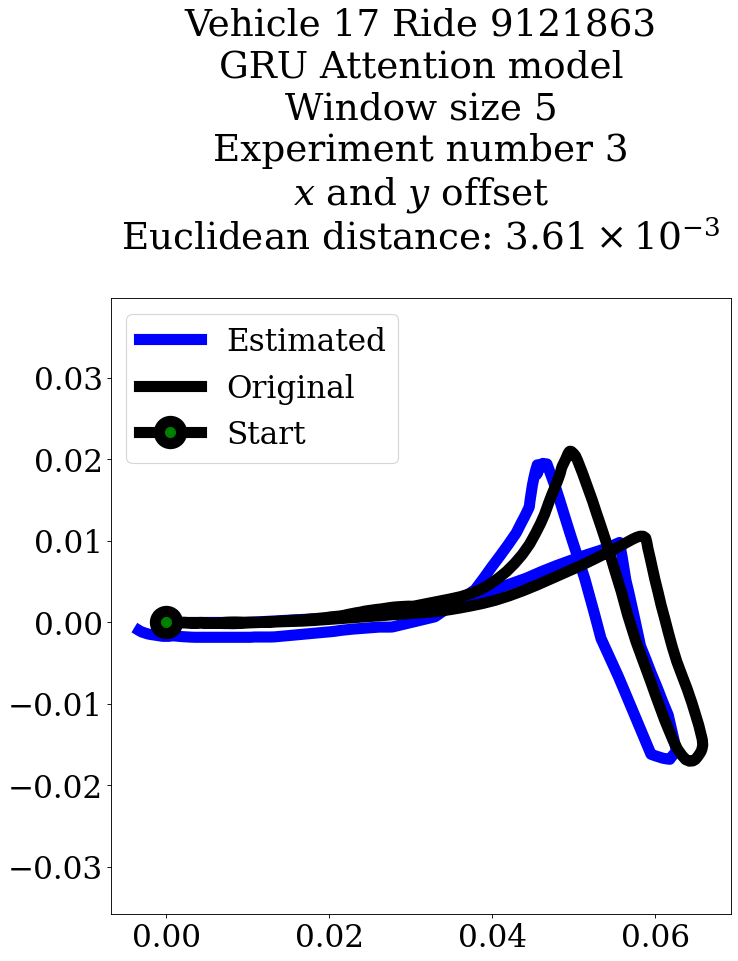 Vehicle 17 Ride 9121863
GRU Attention model
Window size 5
Experiment number 3
x and y offset
Euclidean distance: 3.61 × 10⁻³
Estimated
Original
Start
0.03
0.02
0.01
0.00
−0.01
−0.02
−0.03
0.00 0.02 0.04 0.06